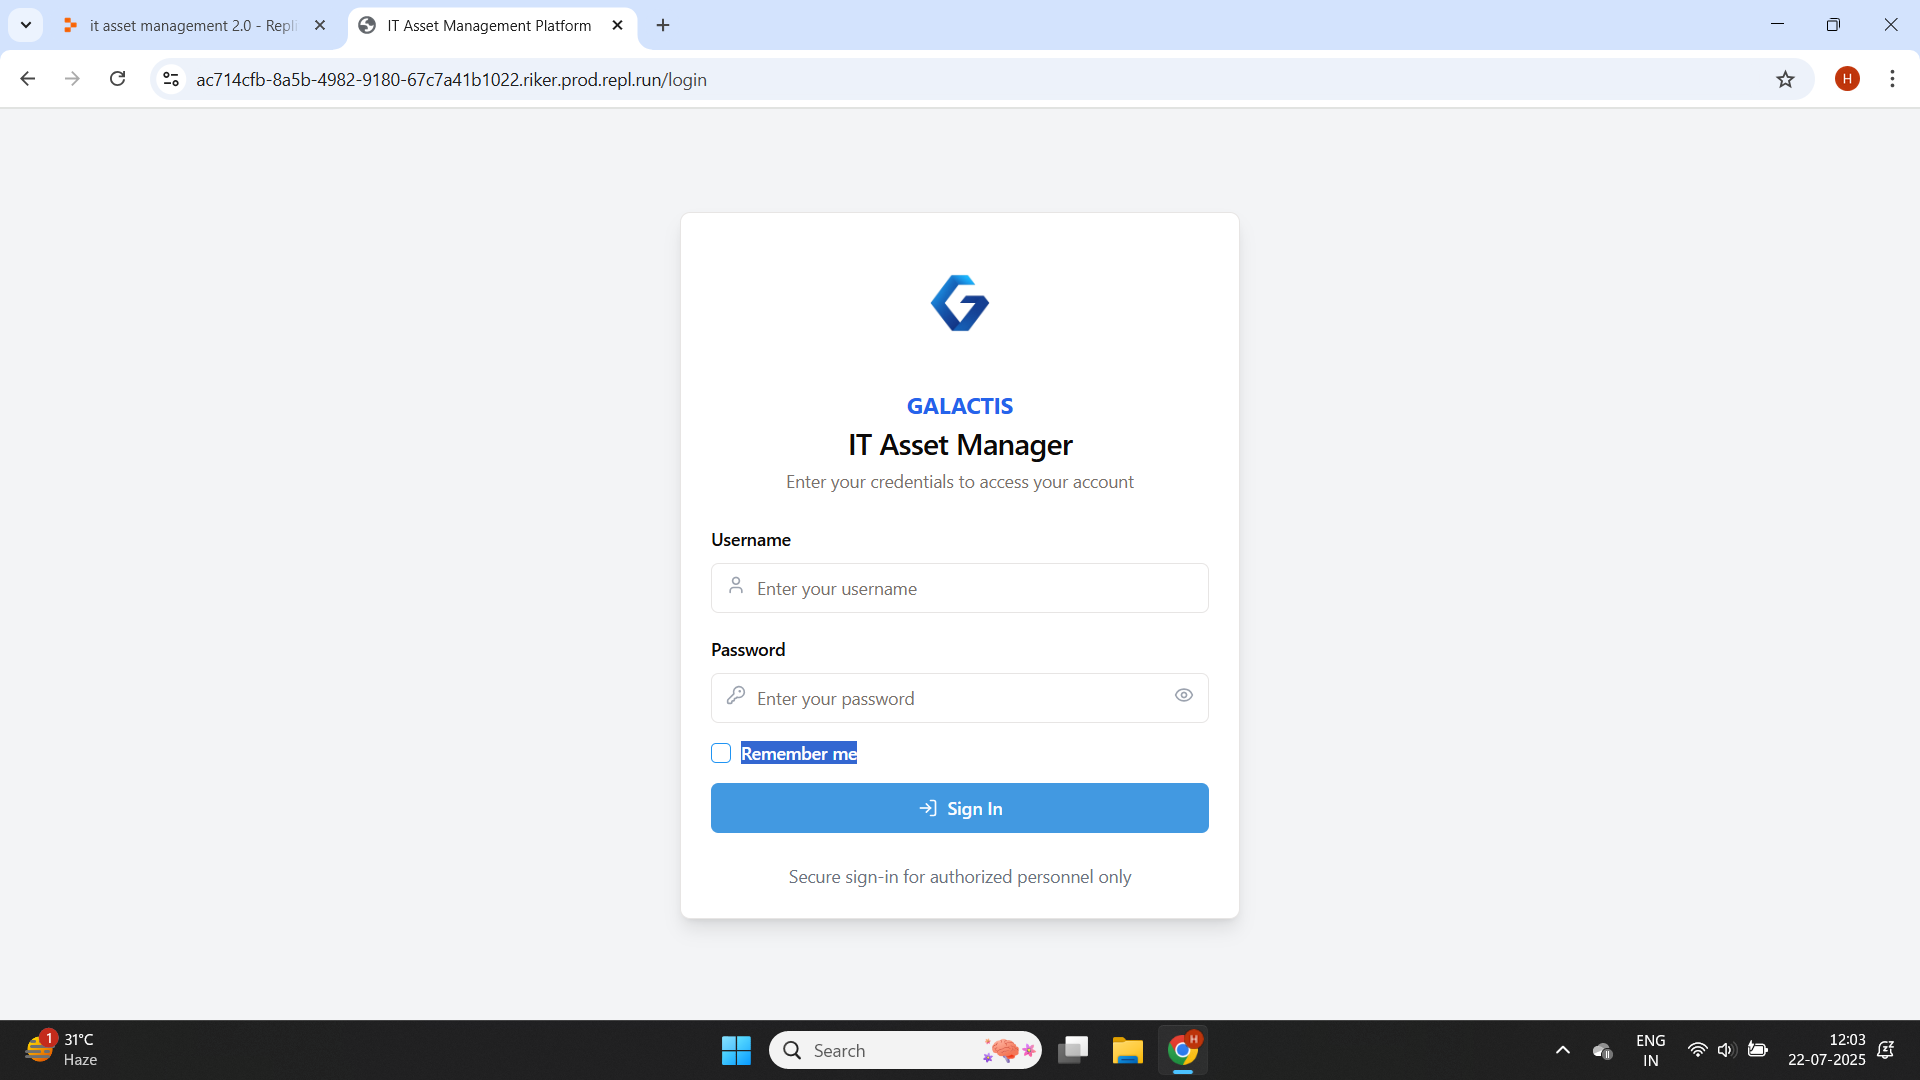 it asset management 2.0 - Repli
IT Asset Management Platform
ac714cfb-8a5b-4982-9180-67c7a41b1022.riker.prod.repl.run/login
H
GALACTIS
IT Asset Manager
Enter your credentials to access your account
Username
Enter your username
Password
Enter your password
Remember me
Sign In
Secure sign-in for authorized personnel only
1
31°C
Haze
Search
H
ENG
IN
12:03
22-07-2025